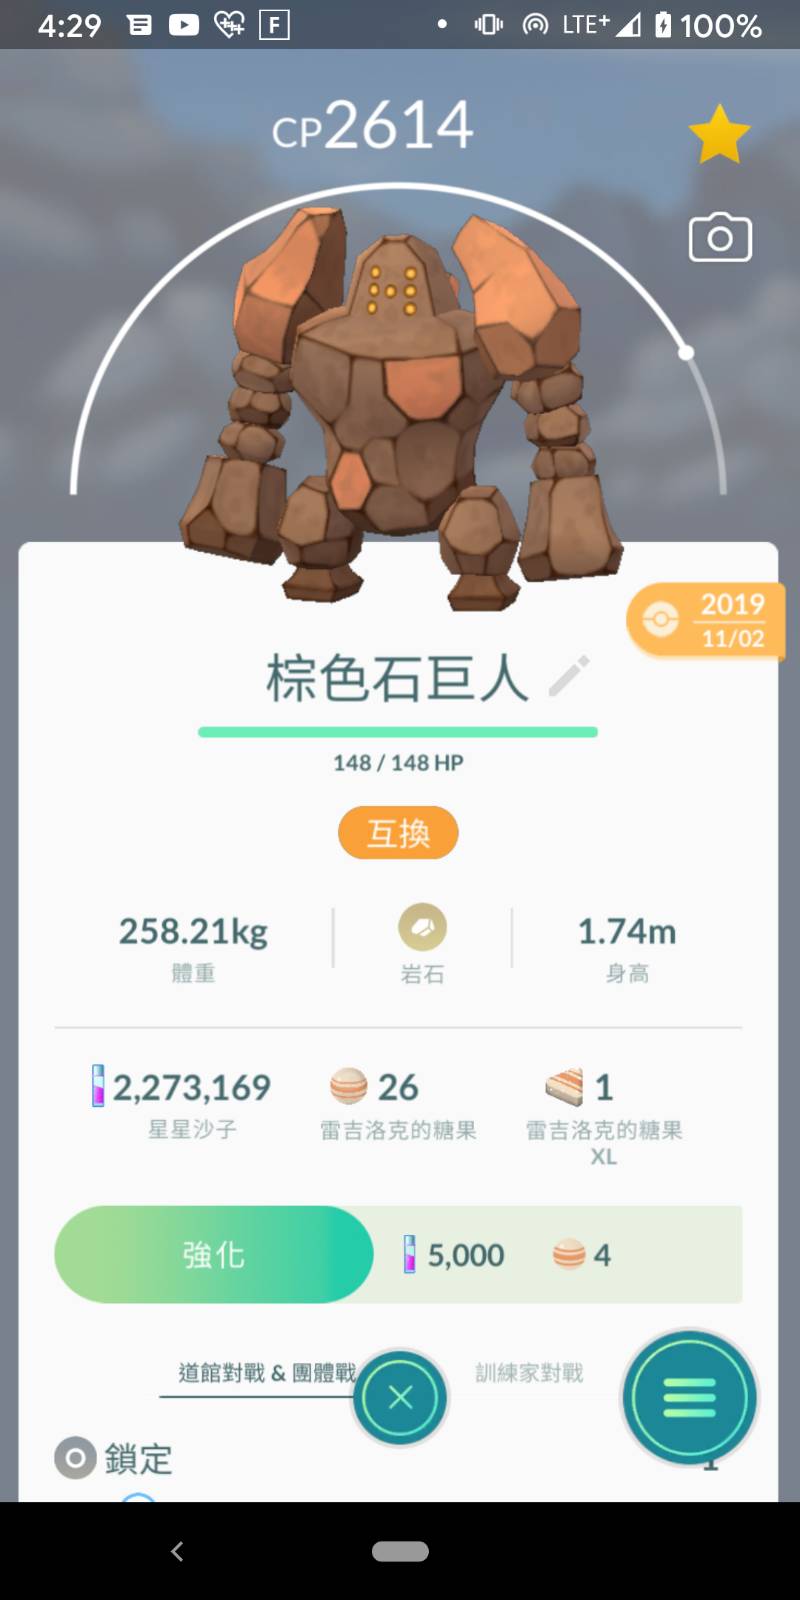 4:29 F LTE+ 100%
CP2614
2019
11/02
棕色石巨人
148 / 148 HP
互換
258.21kg 1.74m
體重 岩石 身高
2,273,169 26 1
星星沙子 雷吉洛克的糖果 雷吉洛克的糖果
XL
強化 5,000 4
道館對戰 & 團體戰 訓練家對戰
鎖定